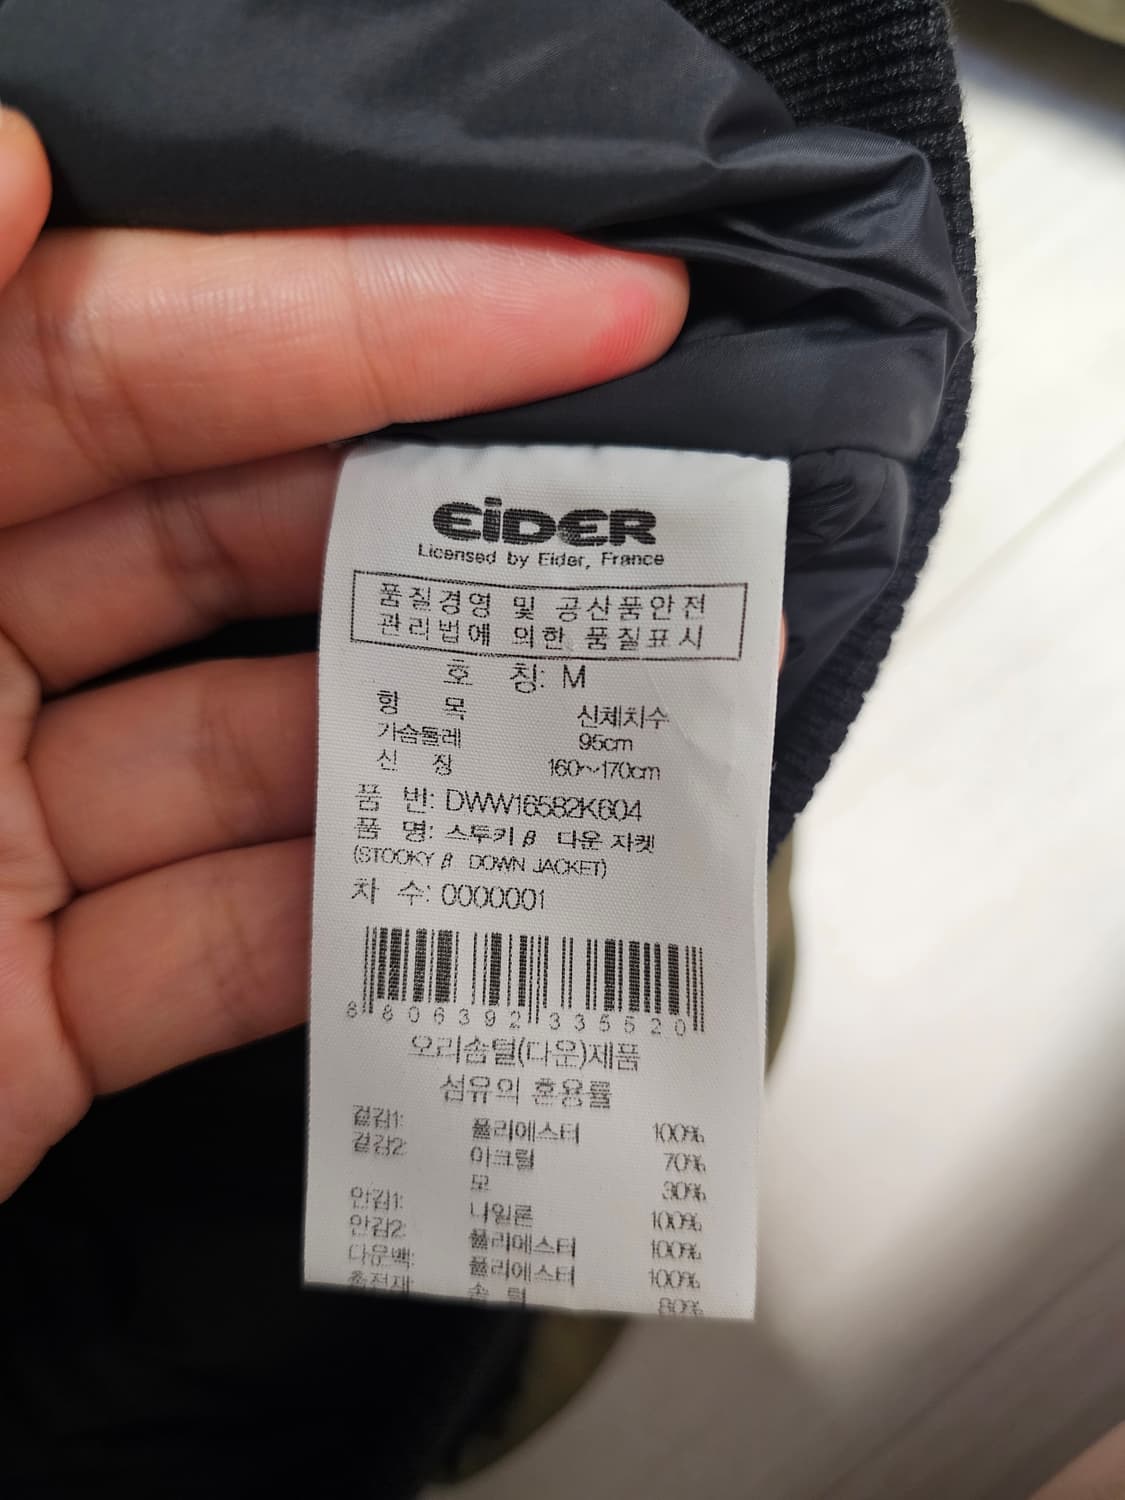 EiDER
Licensed by Eider, France
품질경영 및 공산품안전
관리법에 의한 품질표시
호 칭: M
항 목 신체치수
가슴둘레 95cm
신 장 160~170cm
품 번: DWW16582K604
품 명: 스투키 β 다운 자켓
(STOOKY β DOWN JACKET)
차 수: 0000001
8 806392 335520
오리솜털(다운)제품
섬유의 혼용률
겉감1: 폴리에스터 100%
겉감2: 아크릴 70%
모 30%
안감1: 나일론 100%
안감2: 폴리에스터 100%
다운백: 폴리에스터 100%
충전재: 솜 털 80%